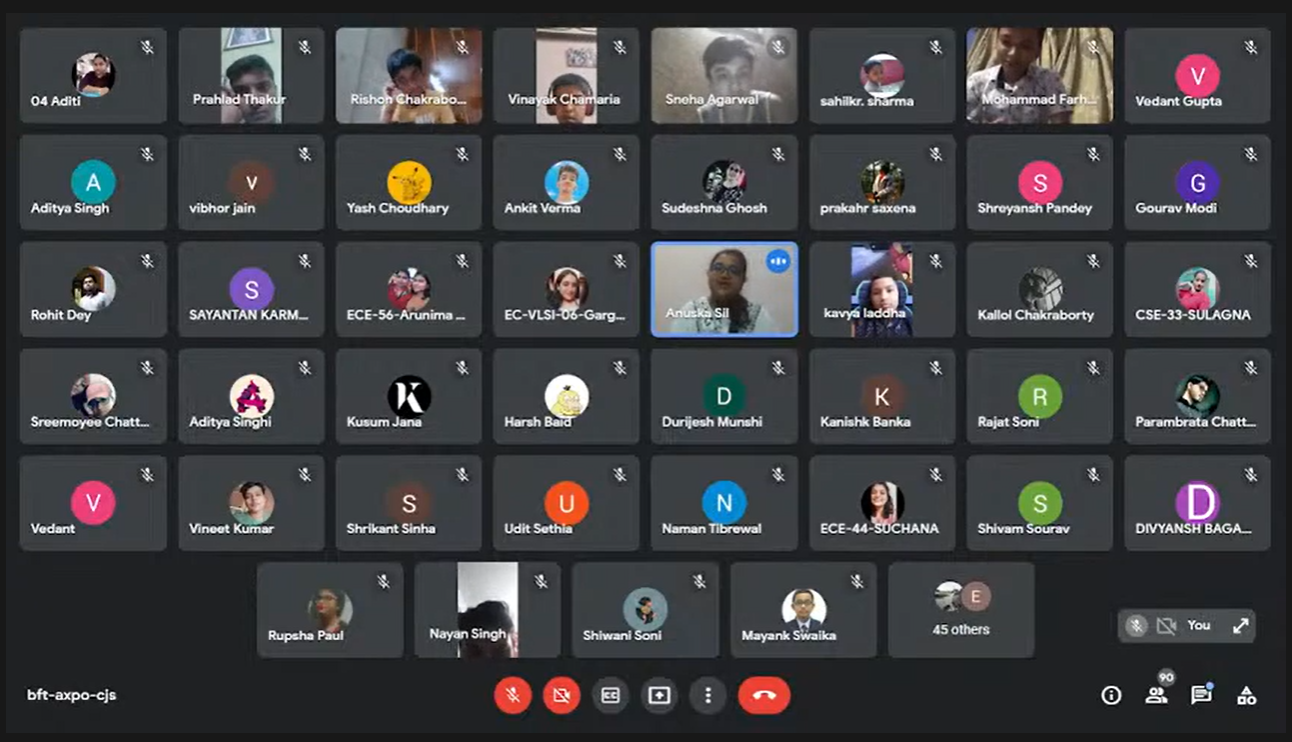 04 Aditi
Prahlad Thakur
Rishon Chakrabo...
Vinayak Chamaria
Sneha Agarwal
sahilkr. sharma
Mohammad Farh...
V
Vedant Gupta
A
Aditya Singh
v
vibhor jain
Yash Choudhary
Ankit Verma
Sudeshna Ghosh
prakahr saxena
S
Shreyansh Pandey
G
Gourav Modi
Rohit Dey
S
SAYANTAN KARM...
ECE-56-Arunima ...
EC-VLSI-06-Garg...
Anuska Sil
kavya laddha
Kallol Chakraborty
CSE-33-SULAGNA
Sreemoyee Chatt...
Aditya Singhi
K
Kusum Jana
Harsh Baid
D
Durijesh Munshi
K
Kanishk Banka
R
Rajat Soni
Parambrata Chatt...
V
Vedant
Vineet Kumar
S
Shrikant Sinha
U
Udit Sethia
N
Naman Tibrewal
ECE-44-SUCHANA
S
Shivam Sourav
D
DIVYANSH BAGA...
Rupsha Paul
Nayan Singh
Shiwani Soni
Mayank Swaika
E
45 others
You
bft-axpo-cjs
CC
90